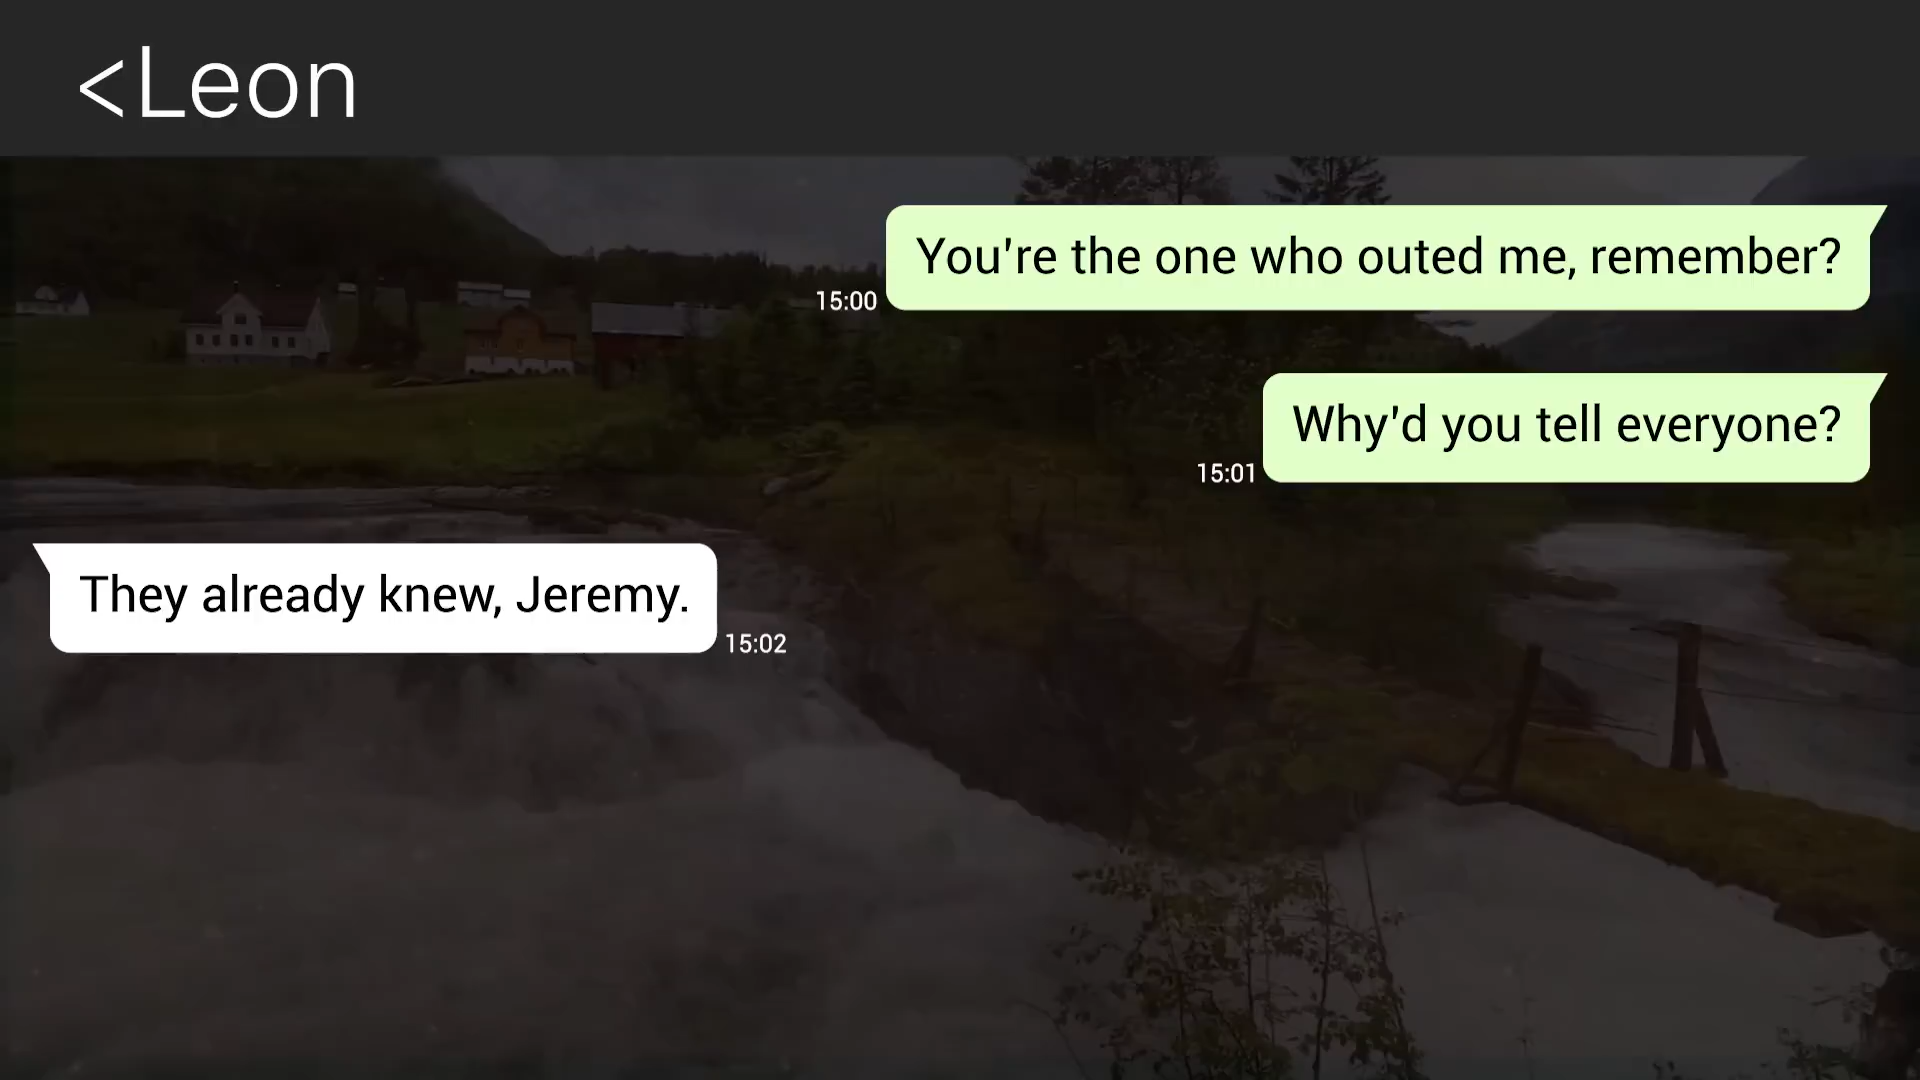 <Leon
You're the one who outed me, remember?
15:00
Why'd you tell everyone?
15:01
They already knew, Jeremy.
15:02